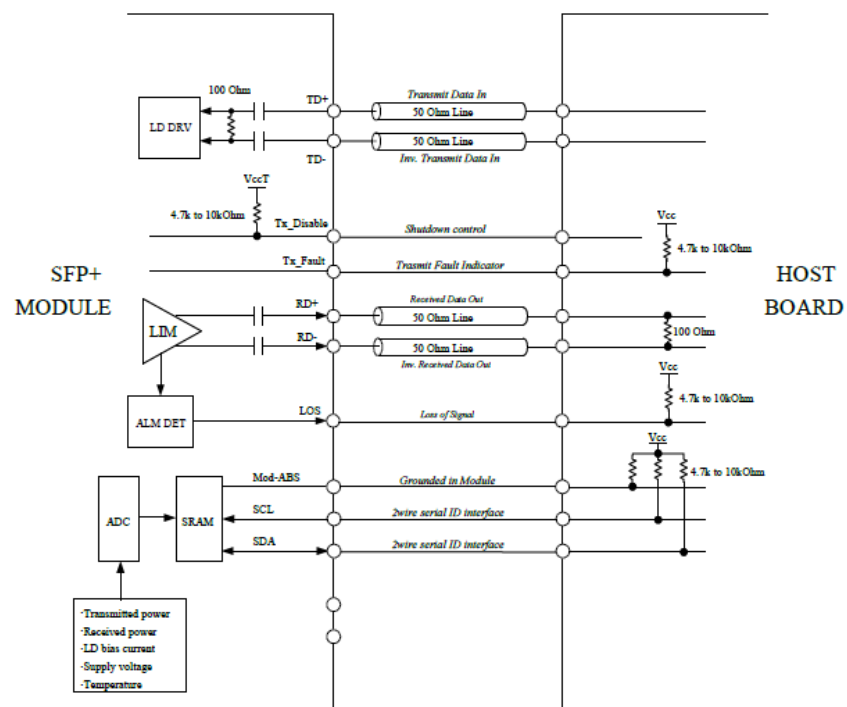 100 Ohm
TD+
Transmit Data In
50 Ohm Line
LD DRV
50 Ohm Line
TD-
Inv. Transmit Data In
VccT
4.7k to 10kOhm
Tx_Disable
Shutdown control
Vcc
4.7k to 10kOhm
Tx_Fault
Trasmit Fault Indicator
SFP+
MODULE
HOST
BOARD
RD+
Received Data Out
50 Ohm Line
LIM
100 Ohm
RD-
50 Ohm Line
Inv. Received Data Out
Vcc
4.7k to 10kOhm
ALM DET
LOS
Loss of Signal
Vcc
4.7k to 10kOhm
Mod-ABS
Grounded in Module
ADC
SRAM
SCL
2wire serial ID interface
SDA
2wire serial ID interface
·Transmitted power
·Received power
·LD bias current
·Supply voltage
·Temperature